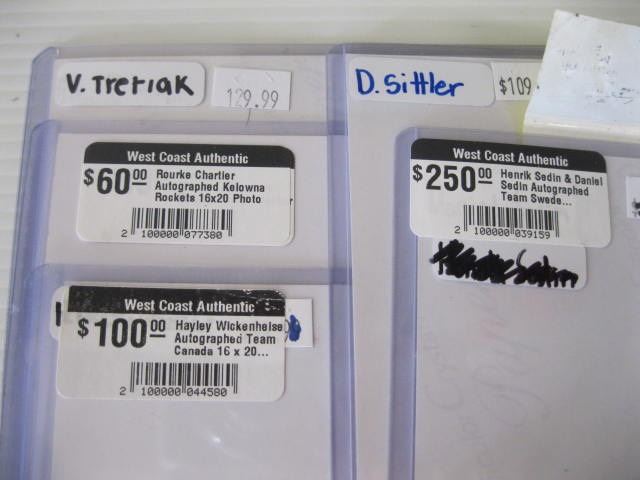 V. Tretiak
129.99
D. Sittler
$109
West Coast Authentic
$60.00
Rourke Chartier
Autographed Kelowna
Rockets 16x20 Photo
2 100000 077380
West Coast Authentic
$250.00
Henrik Sedin & Daniel
Sedin Autographed
Team Swede...
2 100000 039159
West Coast Authentic
$100.00
Hayley Wickenheise
Autographed Team
Canada 16 x 20...
2 100000 044580